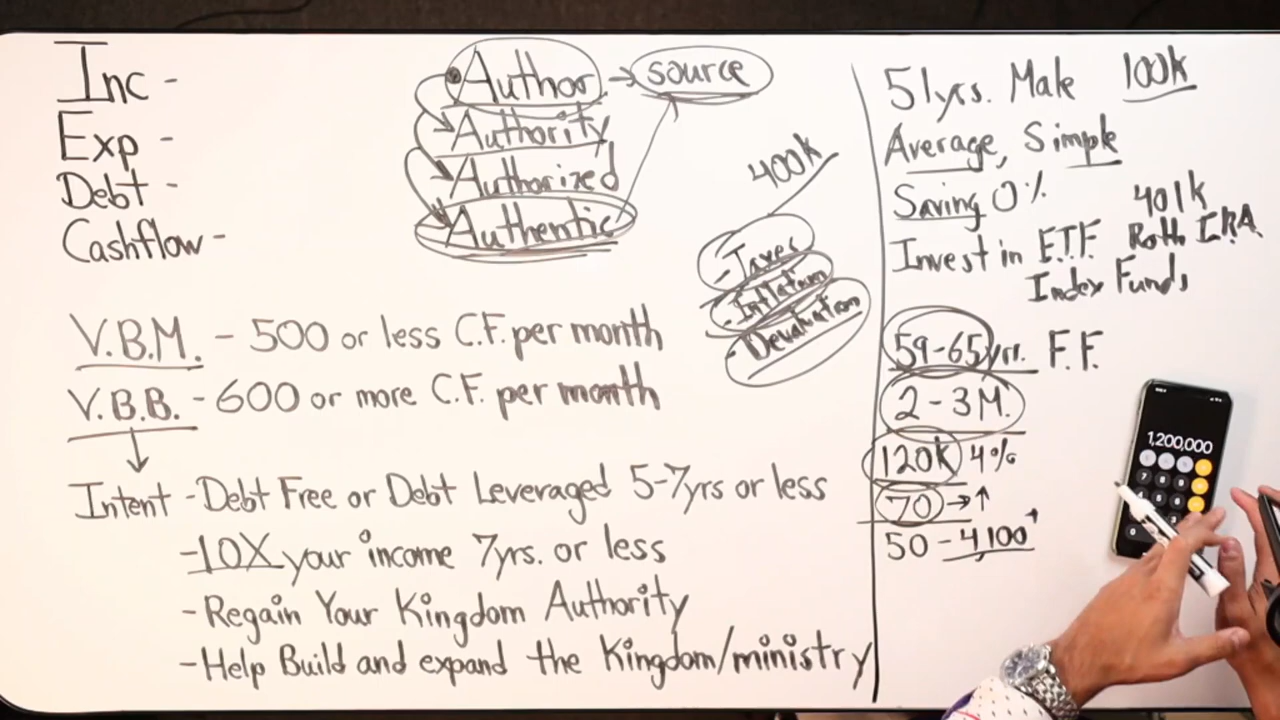 Inc -
Exp -
Debt -
Cashflow -
Author → source
Authority
Authorized
Authentic
400k
- Taxes
- Inflation
- Devaluation
V.B.M. - 500 or less C.F. per month
V.B.B. - 600 or more C.F. per month
Intent - Debt Free or Debt Leveraged 5-7yrs or less
- 10X your income 7yrs. or less
- Regain Your Kingdom Authority
- Help Build and expand the Kingdom/ministry
51yrs. Make 100k
Average, Simple
Saving 0%
401k
Invest in E.T.F. Roth I.R.A.
Index Funds
59-65yrs. F.F.
2-3M.
120k 4%
70 → ↑
50 - 4,100 ↑
1,200,000